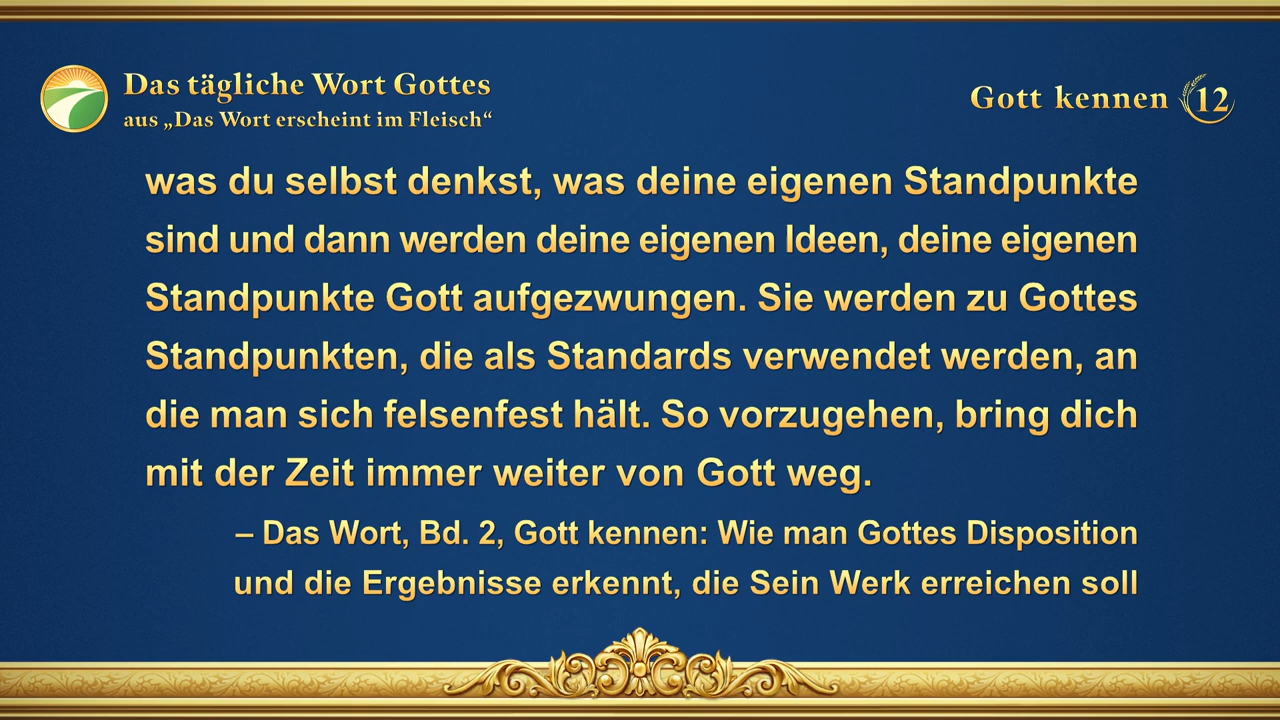 Das tägliche Wort Gottes
aus „Das Wort erscheint im Fleisch“
Gott kennen 12
was du selbst denkst, was deine eigenen Standpunkte
sind und dann werden deine eigenen Ideen, deine eigenen
Standpunkte Gott aufgezwungen. Sie werden zu Gottes
Standpunkten, die als Standards verwendet werden, an
die man sich felsenfest hält. So vorzugehen, bring dich
mit der Zeit immer weiter von Gott weg.
– Das Wort, Bd. 2, Gott kennen: Wie man Gottes Disposition
und die Ergebnisse erkennt, die Sein Werk erreichen soll